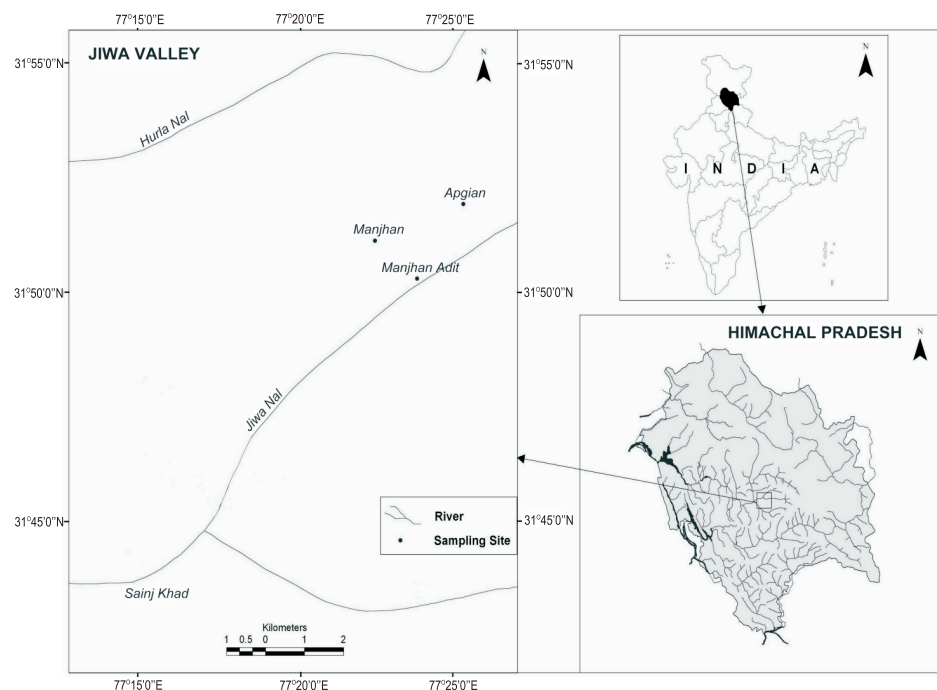 77°15'0"E
77°20'0"E
77°25'0"E
JIWA VALLEY
N
31°55'0"N
31°55'0"N
Hurla Nal
Apgian
Manjhan
Manjhan Adit
31°50'0"N
31°50'0"N
Jiwa Nal
River
Sampling Site
31°45'0"N
31°45'0"N
Sainj Khad
Kilometers
1 0.5 0 1 2
77°15'0"E
77°20'0"E
77°25'0"E
N
I N D I A
HIMACHAL PRADESH
N